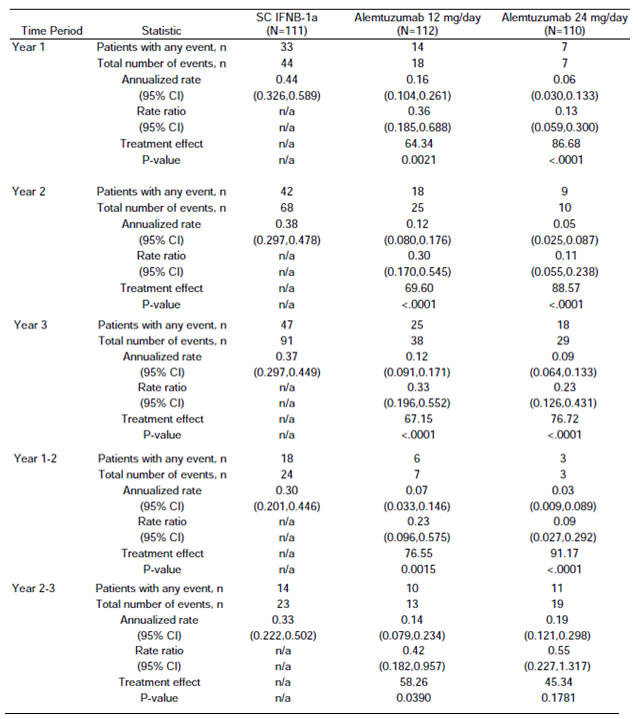 SC IFNB-1a Alemtuzumab 12 mg/day Alemtuzumab 24 mg/day
Time Period Statistic (N=111) (N=112) (N=110)
Year 1 Patients with any event, n 33 14 7
Total number of events, n 44 18 7
Annualized rate 0.44 0.16 0.06
(95% CI) (0.326,0.589) (0.104,0.261) (0.030,0.133)
Rate ratio n/a 0.36 0.13
(95% CI) n/a (0.185,0.688) (0.059,0.300)
Treatment effect n/a 64.34 86.68
P-value n/a 0.0021 <.0001
Year 2 Patients with any event, n 42 18 9
Total number of events, n 68 25 10
Annualized rate 0.38 0.12 0.05
(95% CI) (0.297,0.478) (0.080,0.176) (0.025,0.087)
Rate ratio n/a 0.30 0.11
(95% CI) n/a (0.170,0.545) (0.055,0.238)
Treatment effect n/a 69.60 88.57
P-value n/a <.0001 <.0001
Year 3 Patients with any event, n 47 25 18
Total number of events, n 91 38 29
Annualized rate 0.37 0.12 0.09
(95% CI) (0.297,0.449) (0.091,0.171) (0.064,0.133)
Rate ratio n/a 0.33 0.23
(95% CI) n/a (0.196,0.552) (0.126,0.431)
Treatment effect n/a 67.15 76.72
P-value n/a <.0001 <.0001
Year 1-2 Patients with any event, n 18 6 3
Total number of events, n 24 7 3
Annualized rate 0.30 0.07 0.03
(95% CI) (0.201,0.446) (0.033,0.146) (0.009,0.089)
Rate ratio n/a 0.23 0.09
(95% CI) n/a (0.096,0.575) (0.027,0.292)
Treatment effect n/a 76.55 91.17
P-value n/a 0.0015 <.0001
Year 2-3 Patients with any event, n 14 10 11
Total number of events, n 23 13 19
Annualized rate 0.33 0.14 0.19
(95% CI) (0.222,0.502) (0.079,0.234) (0.121,0.298)
Rate ratio n/a 0.42 0.55
(95% CI) n/a (0.182,0.957) (0.227,1.317)
Treatment effect n/a 58.26 45.34
P-value n/a 0.0390 0.1781